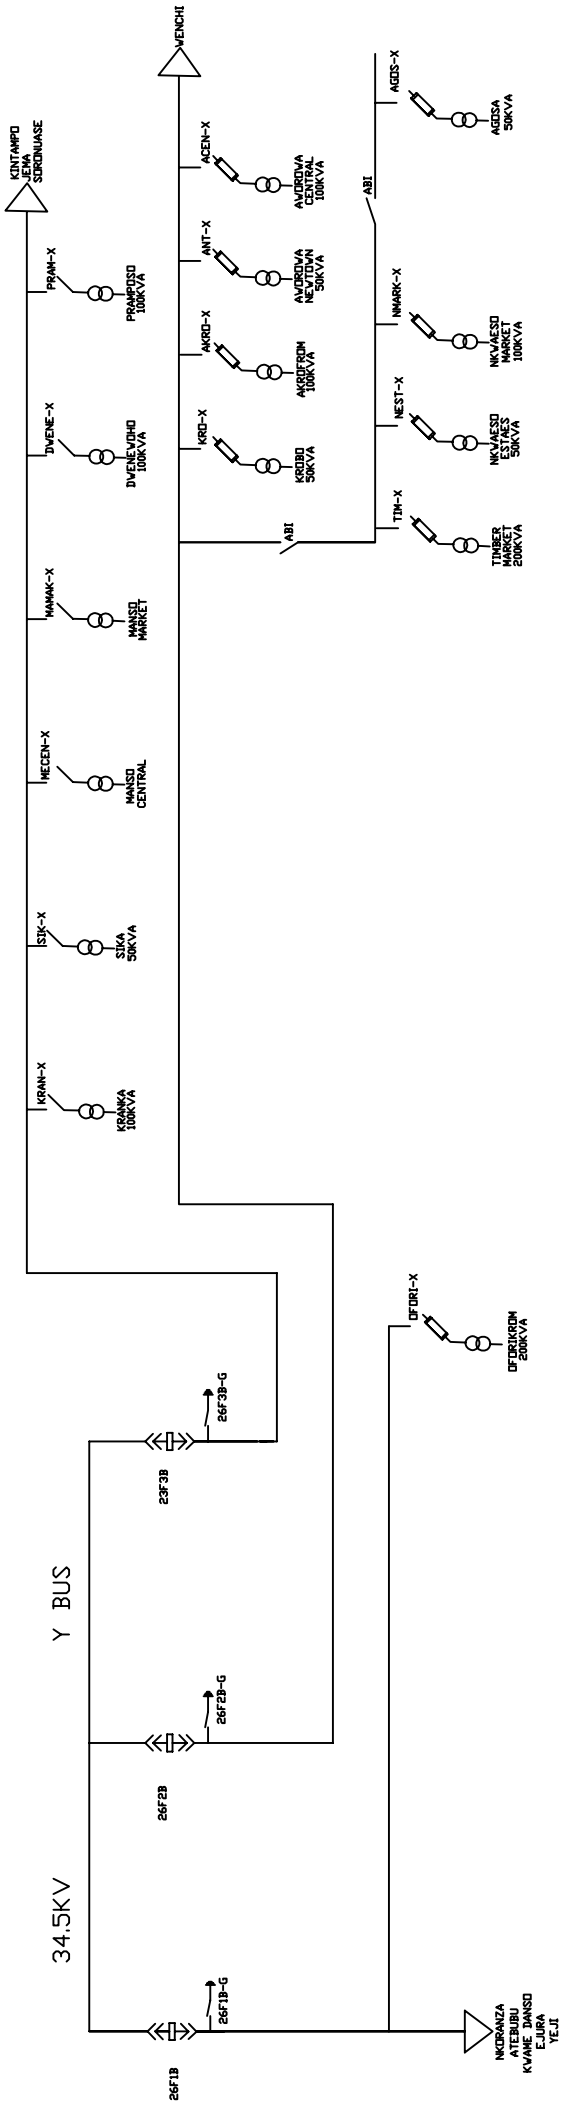 34.5KV Y BUS
26F1B
26F1B-G
26F2B
26F2B-G
23F3B
26F3B-G
NKORANZA
ATEBUBU
KWAME DANSO
EJURA
YEJI
OFORI-X
OFORIKROM
200KVA
KRAN-X
KRANKA
100KVA
SIK-X
SIKA
50KVA
MECEN-X
MANSO
CENTRAL
MAMAK-X
MANSO
MARKET
DWENE-X
DWENEWOHO
100KVA
PRAM-X
PRAMPOSO
100KVA
KINTAMPO
JEMA
SORONUASE
ABI
KRO-X
KROBO
50KVA
AKRO-X
AKROFROM
100KVA
ANT-X
AWOROWA
NEWTOWN
50KVA
ACEN-X
AWOROWA
CENTRAL
100KVA
WENCHI
TIM-X
TIMBER
MARKET
200KVA
NEST-X
NKWAESO
ESTAES
50KVA
NMARK-X
NKWAESO
MARKET
100KVA
ABI
AGOS-X
AGOSA
50KVA